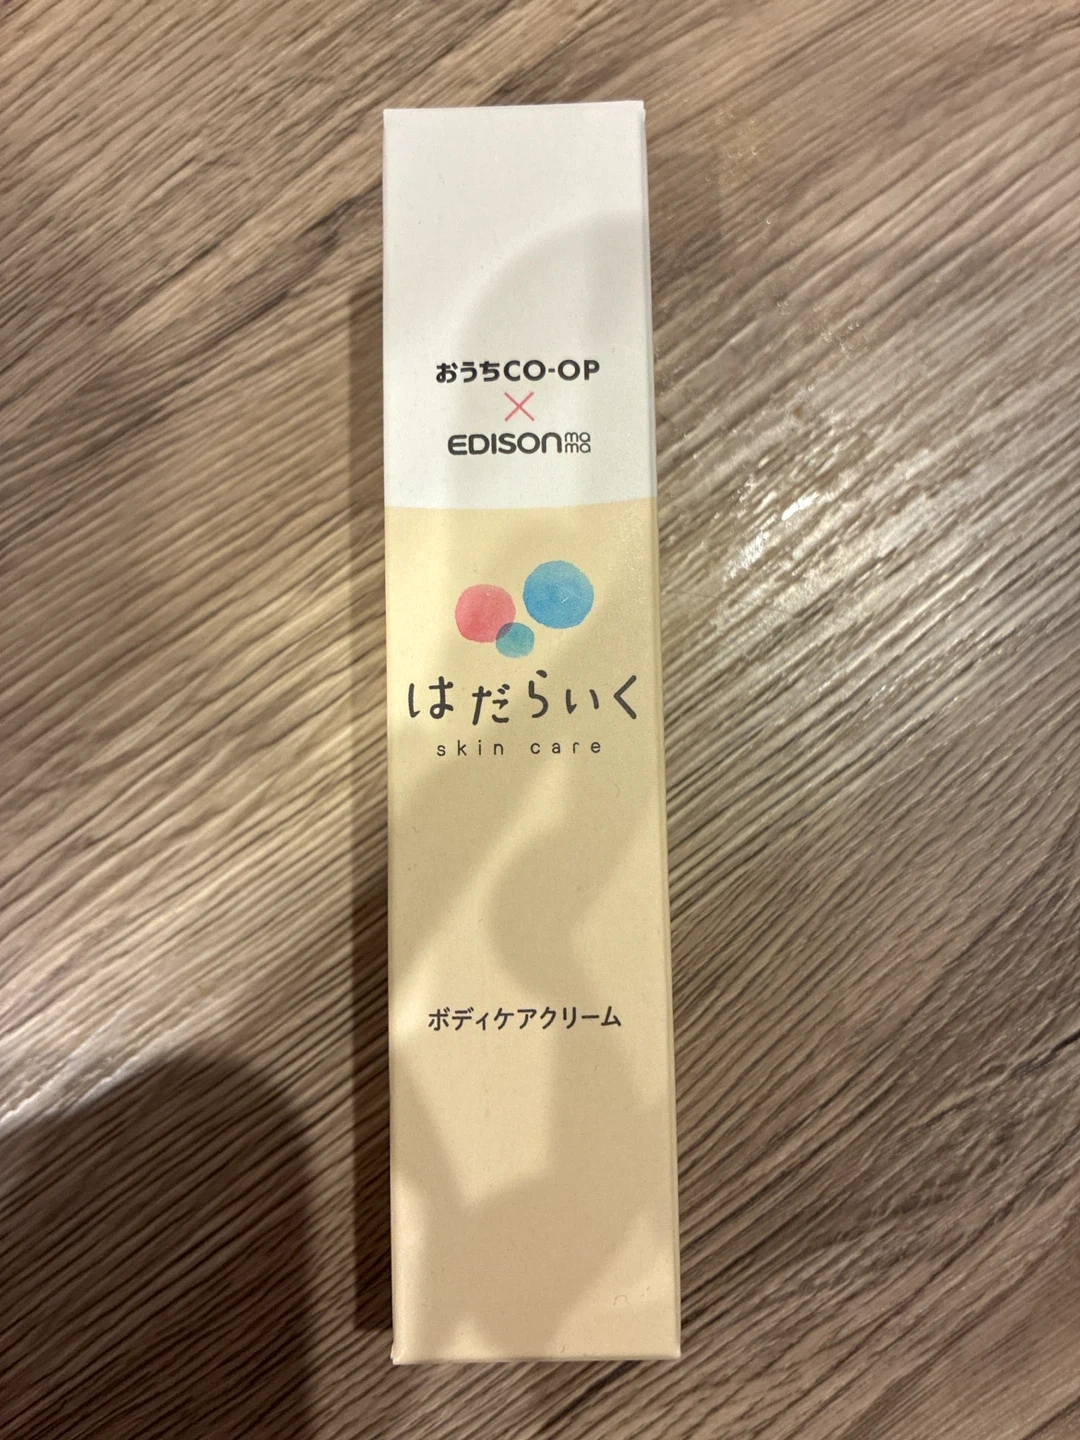 おうちCO-OP
×
EDISONmama
はだらいく
skin care
ボディケアクリーム